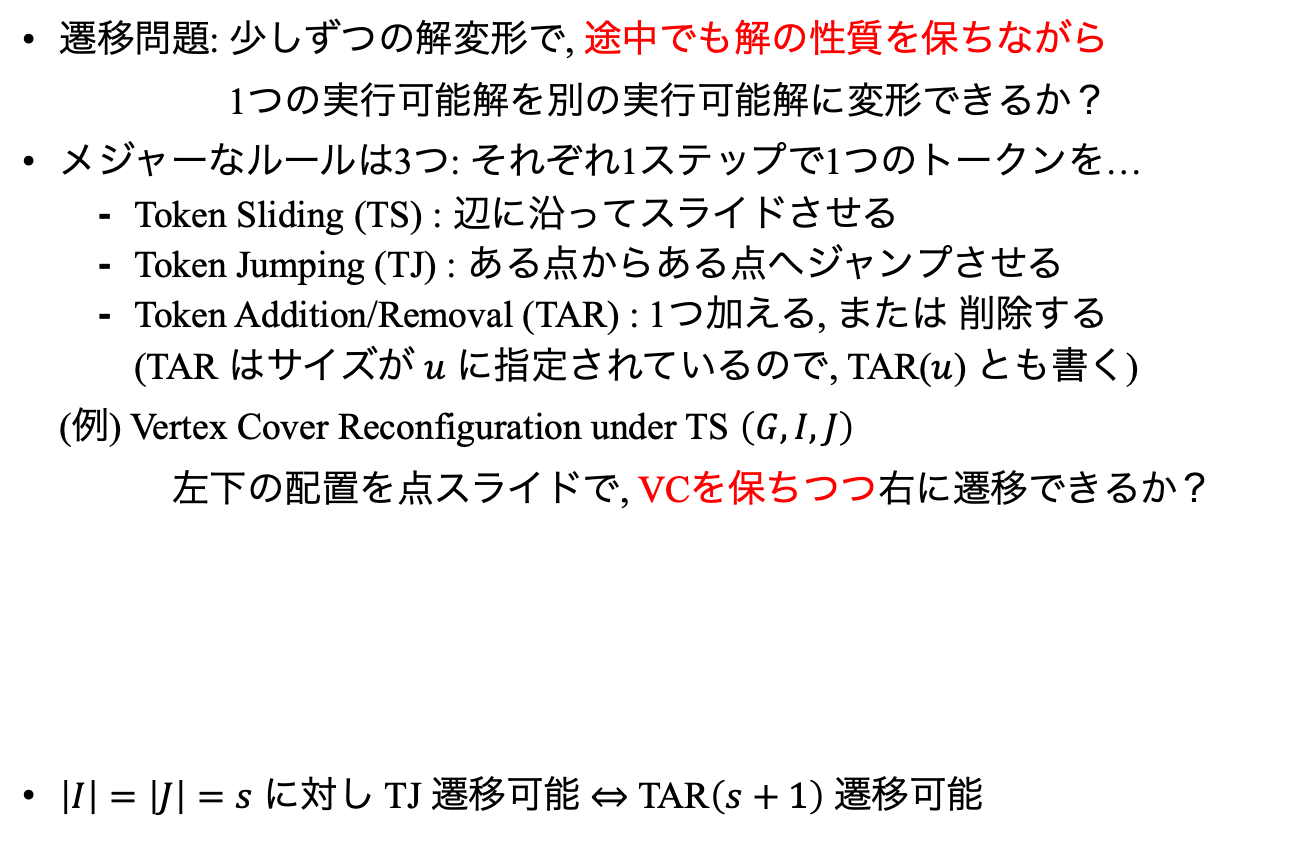 • 遷移問題: 少しずつの解変形で, 途中でも解の性質を保ちながら
1つの実行可能解を別の実行可能解に変形できるか？
• メジャーなルールは3つ: それぞれ1ステップで1つのトークンを…
- Token Sliding (TS) : 辺に沿ってスライドさせる
- Token Jumping (TJ) : ある点からある点へジャンプさせる
- Token Addition/Removal (TAR) : 1つ加える, または 削除する
(TAR はサイズが 𝑢 に指定されているので, TAR(𝑢) とも書く)
(例) Vertex Cover Reconfiguration under TS (𝐺, 𝐼, 𝐽)
左下の配置を点スライドで, VCを保ちつつ右に遷移できるか？
• |𝐼| = |𝐽| = 𝑠 に対し TJ 遷移可能 ⇔ TAR(𝑠 + 1) 遷移可能